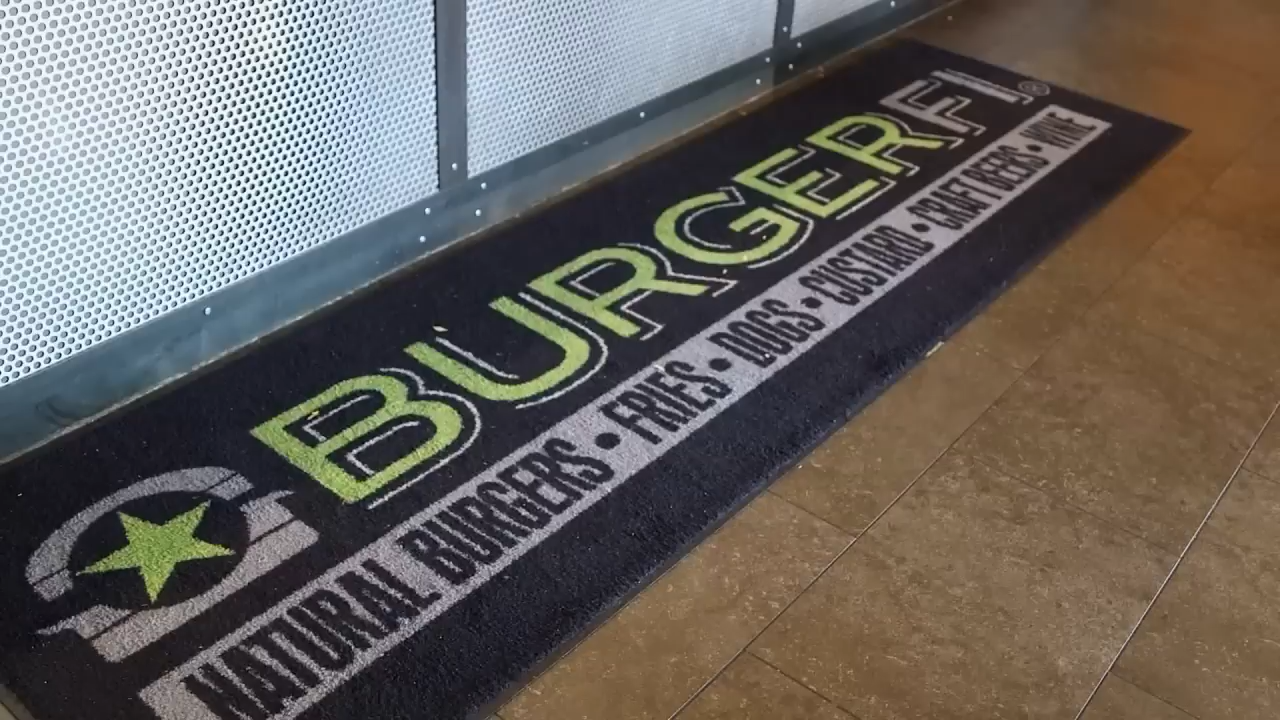 BURGERFI®
NATURAL BURGERS • FRIES • DOGS • CUSTARD • CRAFT BEERS • WINE